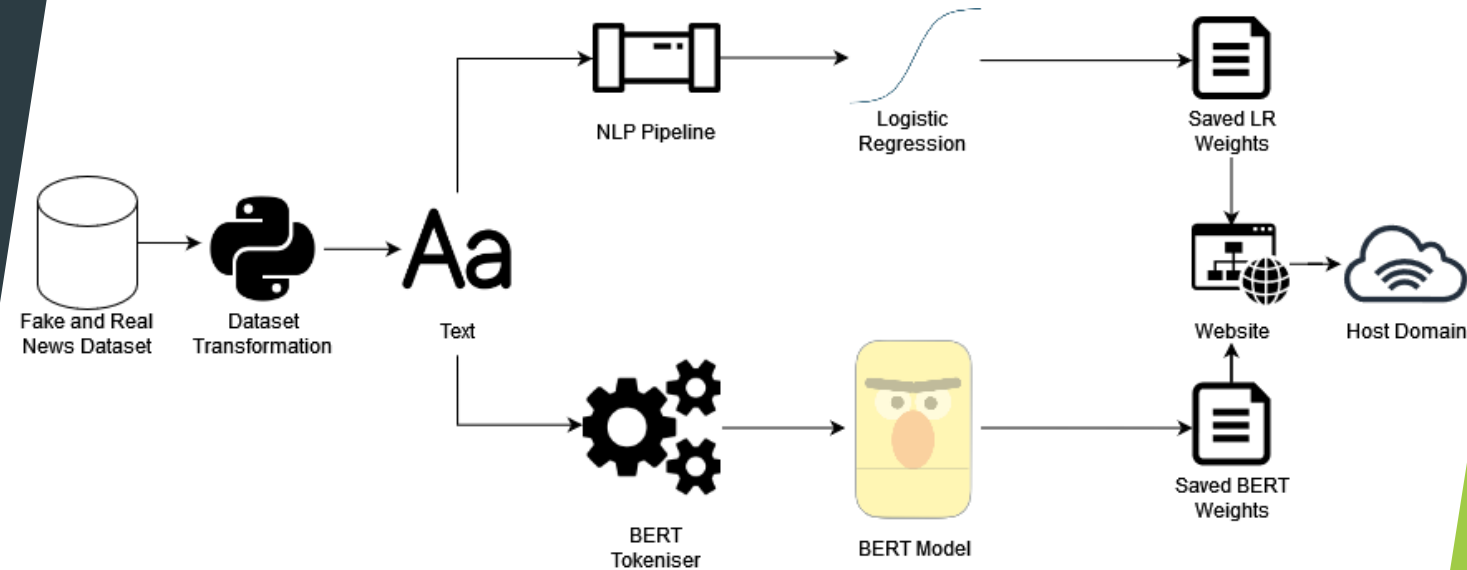 NLP Pipeline
Logistic
Regression
Saved LR
Weights
Fake and Real
News Dataset
Dataset
Transformation
Aa
Text
Website
Host Domain
BERT
Tokeniser
BERT Model
Saved BERT
Weights